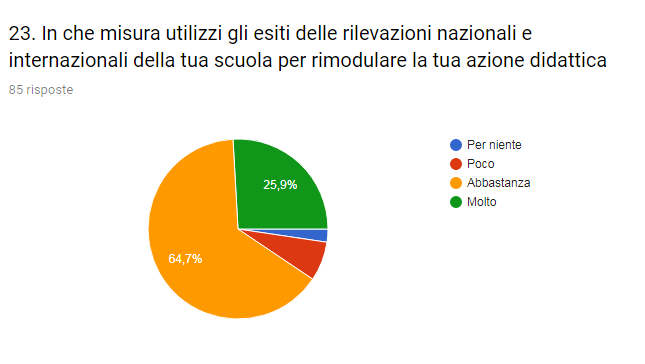 23. In che misura utilizzi gli esiti delle rilevazioni nazionali e
internazionali della tua scuola per rimodulare la tua azione didattica
85 risposte
Per niente
Poco
Abbastanza
Molto
25,9%
64,7%